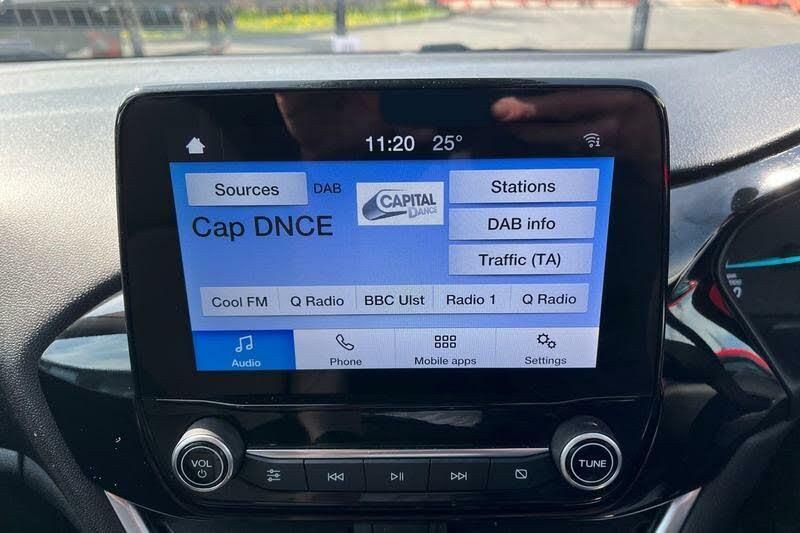 11:20 25°
Sources DAB CAPITAL DANCE Stations
Cap DNCE DAB info
Traffic (TA)
Cool FM Q Radio BBC Ulst Radio 1 Q Radio
Audio Phone Mobile apps Settings
VOL TUNE